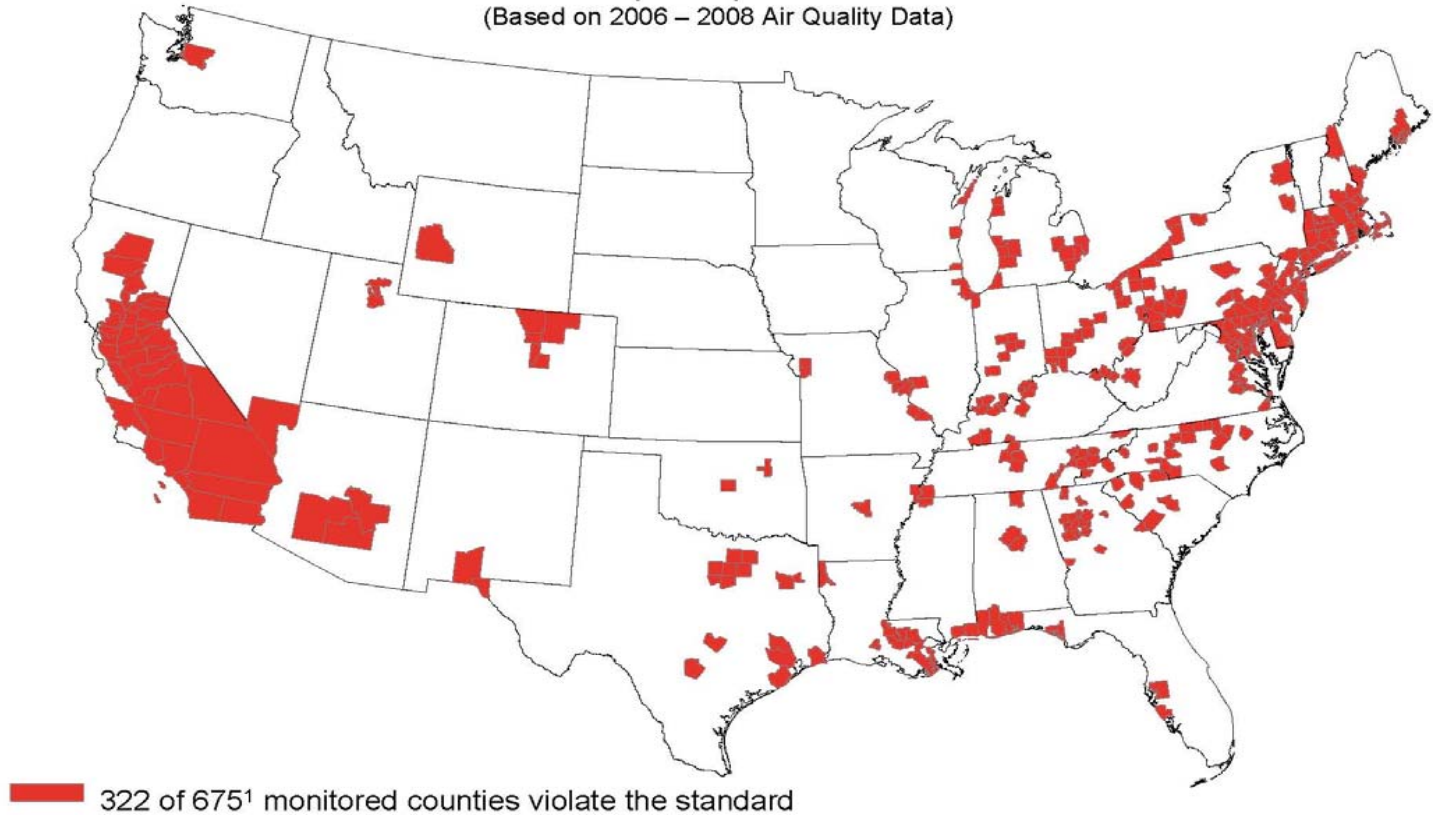 (Based on 2006 – 2008 Air Quality Data)
322 of 675¹ monitored counties violate the standard